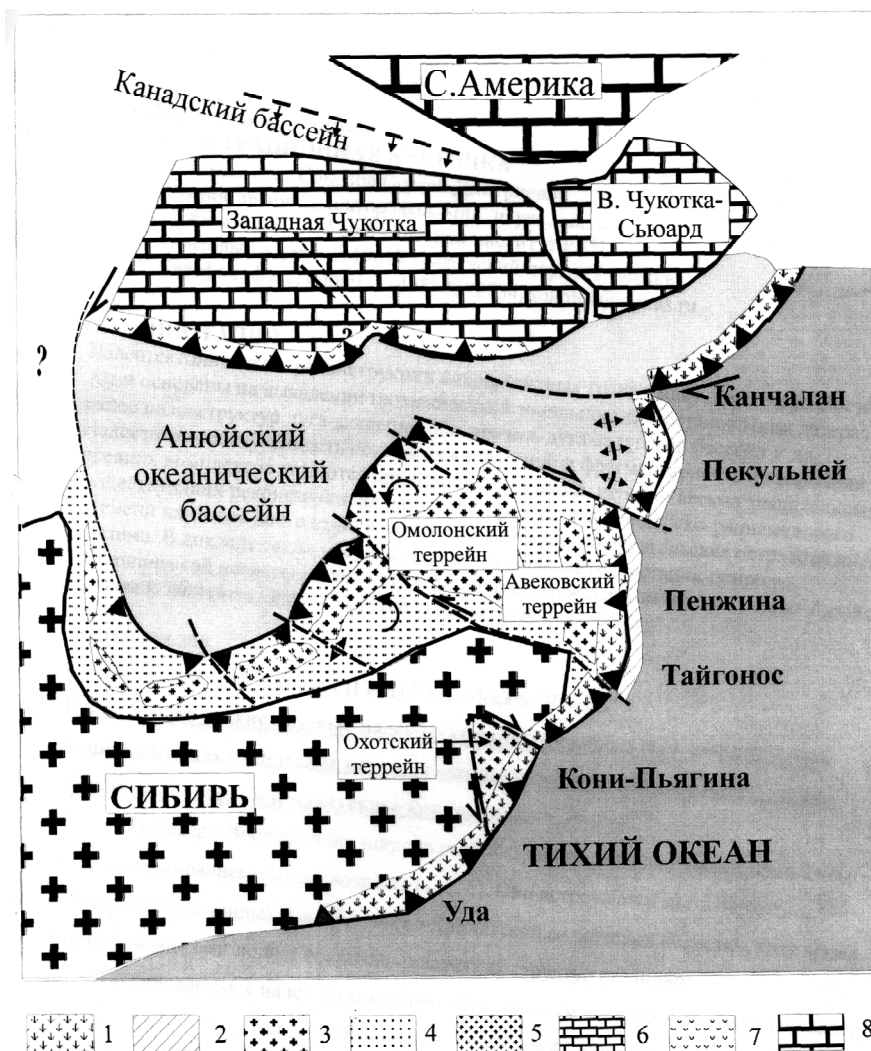 С.Америка
Канадский бассейн
Западная Чукотка
В. Чукотка-
Сьюард
?
?
Канчалан
Анюйский
океанический
бассейн
Пекульней
Омолонский
террейн
Авековский
террейн
Пенжина
Тайгонос
Охотский
террейн
Кони-Пьягина
СИБИРЬ
ТИХИЙ ОКЕАН
Уда
1 2 3 4 5 6 7 8